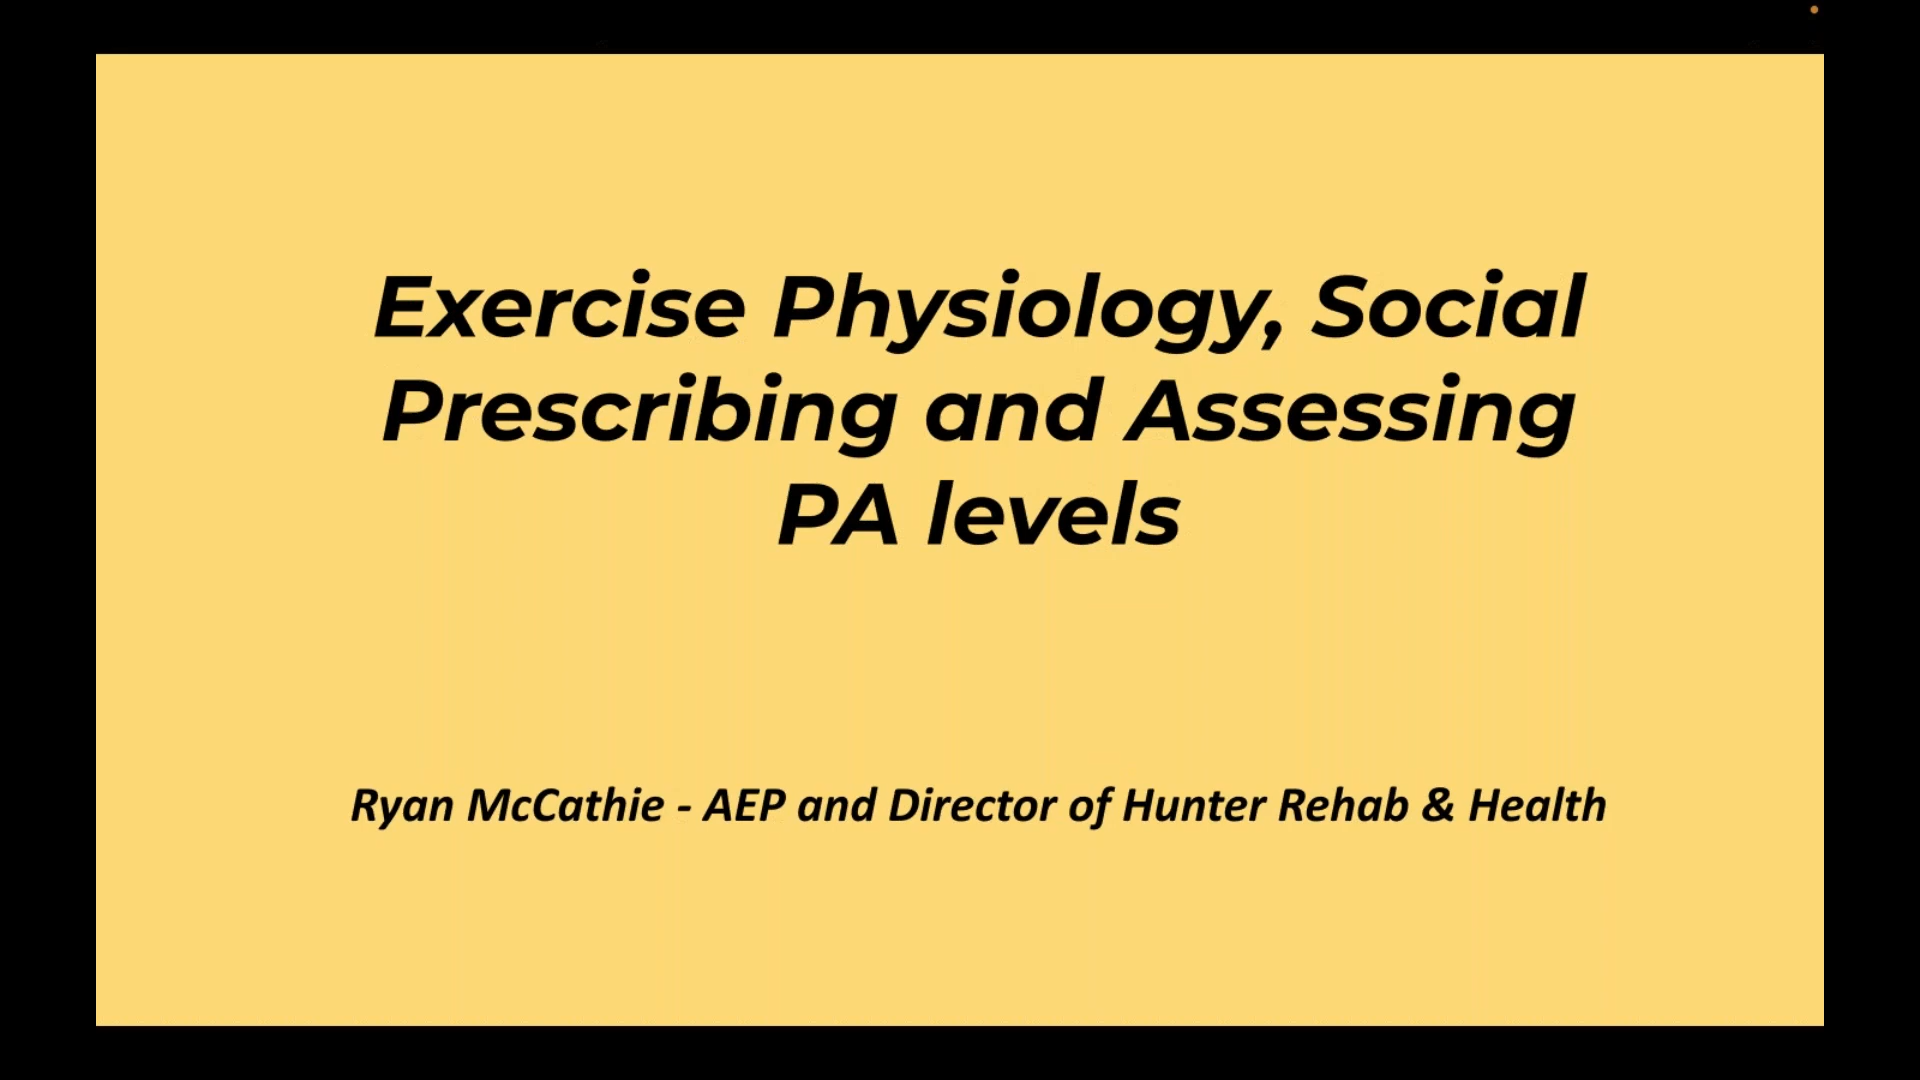 Exercise Physiology, Social
Prescribing and Assessing
PA levels
Ryan McCathie - AEP and Director of Hunter Rehab & Health